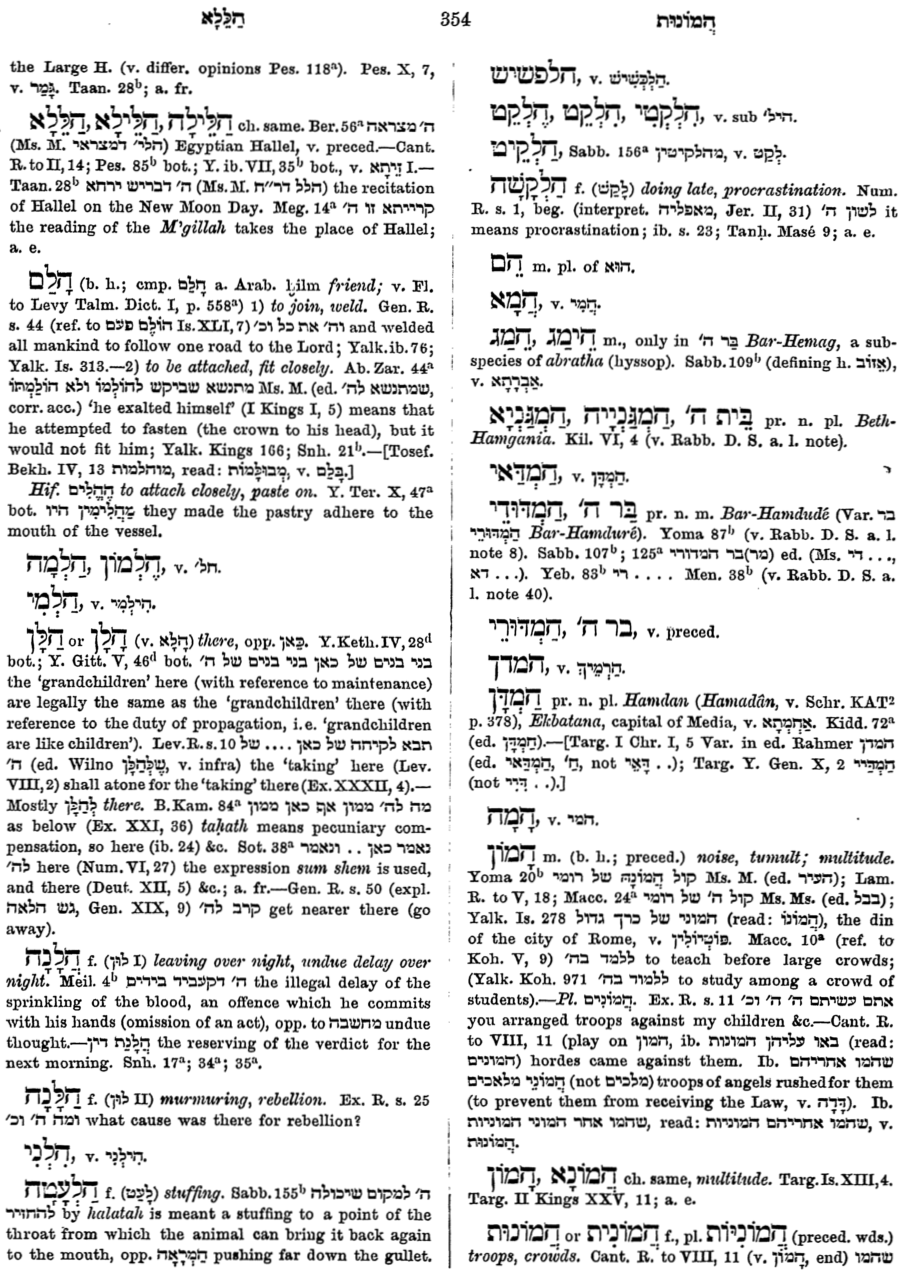 הַלֵּלָא 354 הֲמוֹנוּת
the Large H. (v. differ. opinions Pes. 118ª). Pes. X, 7,
v. גָּמַר. Taan. 28ᵇ; a. fr.
הַלֵּילָה, הַלֵּילָא, הַלֵּלָא ch. same. Ber. 56ª ה׳ מצראה
(Ms. M. הלי׳ דמצראי) Egyptian Hallel, v. preced.—Cant.
R. to II, 14; Pes. 85ᵇ bot.; Y. ib. VII, 35ᵇ bot., v. זֵיתָא I.—
Taan. 28ᵇ ה׳ דבריש ירחא (Ms. M. הלל דר״ח) the recitation
of Hallel on the New Moon Day. Meg. 14ª קרייתא זו ה׳
the reading of the M'gillah takes the place of Hallel;
a. e.
הָלַם (b. h.; cmp. חָלַם a. Arab. ḥilm friend; v. Fl.
to Levy Talm. Dict. I, p. 558ª) 1) to join, weld. Gen. R.
s. 44 (ref. to הוֹלֶם פעם Is. XLI, 7) וה׳ את כל וכ׳ and welded
all mankind to follow one road to the Lord; Yalk. ib. 76;
Yalk. Is. 313.—2) to be attached, fit closely. Ab. Zar. 44ª
מתנשא שביקש להוֹלְמוֹ ולא הוֹלַמְתּוֹ Ms. M. (ed. שמתנשא לה׳,
corr. acc.) 'he exalted himself' (I Kings I, 5) means that
he attempted to fasten (the crown to his head), but it
would not fit him; Yalk. Kings 166; Snh. 21ᵇ.—[Tosef.
Bekh. IV, 13 מוהלמות, read: מְבוּלָּמוֹת, v. בָּלַם.]
Hif. הֶהֱלִים to attach closely, paste on. Y. Ter. X, 47ª
bot. מַהֲלִימִין היו they made the pastry adhere to the
mouth of the vessel.
הֶלְמוֹן, הַלְמָה, v. חל׳.
הַלְמִי, v. הִילְמֵי.
הַלָּן or הָלָן (v. הָלָא) there, opp. כַּאן. Y. Keth. IV, 28ᵈ
bot.; Y. Gitt. V, 46ᵈ bot. בני בנים של כאן בני בנים של ה׳
the 'grandchildren' here (with reference to maintenance)
are legally the same as the 'grandchildren' there (with
reference to the duty of propagation, i. e. 'grandchildren
are like children'). Lev. R. s. 10 תבא לקיחה של כאן .... של
ה׳ (ed. Wilno שֶׁלְּהַלָּן, v. infra) the 'taking' here (Lev.
VIII, 2) shall atone for the 'taking' there (Ex. XXXII, 4).—
Mostly לְהַלָּן there. B. Kam. 84ª מה לה׳ ממון אף כאן ממון
as below (Ex. XXI, 36) taḥath means pecuniary com-
pensation, so here (ib. 24) &c. Sot. 38ª נאמר כאן .. ונאמר
לה׳ here (Num. VI, 27) the expression sum shem is used,
and there (Deut. XII, 5) &c.; a. fr.—Gen. R. s. 50 (expl.
גש הלאה, Gen. XIX, 9) קרב לה׳ get nearer there (go
away).
הֲלָנָה f. (לוּן I) leaving over night, undue delay over
night. Meil. 4ᵇ ה׳ דקעביד בידים the illegal delay of the
sprinkling of the blood, an offence which he commits
with his hands (omission of an act), opp. to מחשבה undue
thought.—הֲלָנַת דין the reserving of the verdict for the
next morning. Snh. 17ª; 34ª; 35ª.
הַלָּנָה f. (לוּן II) murmuring, rebellion. Ex. R. s. 25
ומה ה׳ וכ׳ what cause was there for rebellion?
הִלְנִי, v. הִילְנִי.
הַלְעָטָה f. (לָעַט) stuffing. Sabb. 155ᵇ ה׳ למקום שיכולה
להחזיר by halatah is meant a stuffing to a point of the
throat from which the animal can bring it back again
to the mouth, opp. הַמְרָאָה pushing far down the gullet.
הלפשיש, v. חִלְכְּשִׁישׁ.
הִלְקְטִי, הִלְקֵט, הֶלְקֵט, v. sub היל׳.
הַלְקֵיט, Sabb. 156ª מהלקיטין, v. לָקַט.
הַלְקָשָׁה f. (לָקַשׁ) doing late, procrastination. Num.
R. s. 1, beg. (interpret. מאפליה, Jer. II, 31) לשון ה׳ it
means procrastination; ib. s. 23; Tanḥ. Masé 9; a. e.
הֵם m. pl. of הוּא.
הֲמָא, v. הֲמֵי.
הֵימַג, הֵמַג m., only in בַּר ה׳ Bar-Hemag, a sub-
species of abratha (hyssop). Sabb. 109ᵇ (defining h. אֵזוֹב),
v. אַבְרָתָא.
בֵּית ה׳, הַמְגָּנַיָיה, הַמְגַּנְיָא pr. n. pl. Beth-
Hamgania. Kil. VI, 4 (v. Rabb. D. S. a. l. note).
הַמְדָּאִי, v. הַמְדָּן.
בַּר ה׳, הַמְדּוּדֵי pr. n. m. Bar-Hamdudé (Var. בר
הַמְדּוּרֵי Bar-Hamduré). Yoma 87ᵇ (v. Rabb. D. S. a. l.
note 8). Sabb. 107ᵇ; 125ª מר)בר המדורי) ed. (Ms. די׳ ...,
דא ...). Yeb. 83ᵇ רי׳ .... Men. 38ᵇ (v. Rabb. D. S. a.
l. note 40).
בר ה׳, הַמְדּוּרֵי, v. preced.
המדך, v. הַרְמֵיךְ.
הַמְדָּן pr. n. pl. Hamdan (Hamadân, v. Schr. KAT²
p. 378), Ekbatana, capital of Media, v. אַחְמְתָא. Kidd. 72ª
(ed. הַמְדָּן).—[Targ. I Chr. I, 5 Var. in ed. Rahmer המדן
(ed. הַמְדָּאֵי, ח׳, not דָּאֵי . .); Targ. Y. Gen. X, 2 הַמְדָּיֵי
(not דָיֵי . .).]
הָמָה, v. המי.
הָמוֹן m. (b. h.; preced.) noise, tumult; multitude.
Yoma 20ᵇ קול הֲמוֹנָהּ של רומי Ms. M. (ed. העיר); Lam.
R. to V, 18; Macc. 24ª קול ה׳ של רומי Ms. Ms. (ed. בבל);
Yalk. Is. 278 המוני של כרך גדול (read: הֲמוֹנוֹ), the din
of the city of Rome, v. פּוֹטְיוֹלִין. Macc. 10ª (ref. to
Koh. V, 9) ללמד בה׳ to teach before large crowds;
(Yalk. Koh. 971 ללמוד בה׳ to study among a crowd of
students).—Pl. הֲמוֹנִים. Ex. R. s. 11 אתם עשיתם ה׳ ה׳ וכ׳
you arranged troops against my children &c.—Cant. R.
to VIII, 11 (play on המון, ib. באו עליהן המונות (read:
המונים) hordes came against them. Ib. שהמו אחריהם
הֲמוֹנֵי מלאכים (not מלכים) troops of angels rushed for them
(to prevent them from receiving the Law, v. דָּדָה). Ib.
שהמו אחר המוני המוניות, read: שהמו אחריהם המוניות, v.
הֲמוֹנוּת.
הֲמוֹנָא, הָמוֹן ch. same, multitude. Targ. Is. XIII, 4.
Targ. II Kings XXV, 11; a. e.
הֲמוֹנוּת or הֲמוֹנִית f., pl. הֲמוֹנִיּוֹת (preced. wds.)
troops, crowds. Cant. R. to VIII, 11 (v. הָמוֹן, end) שהמו